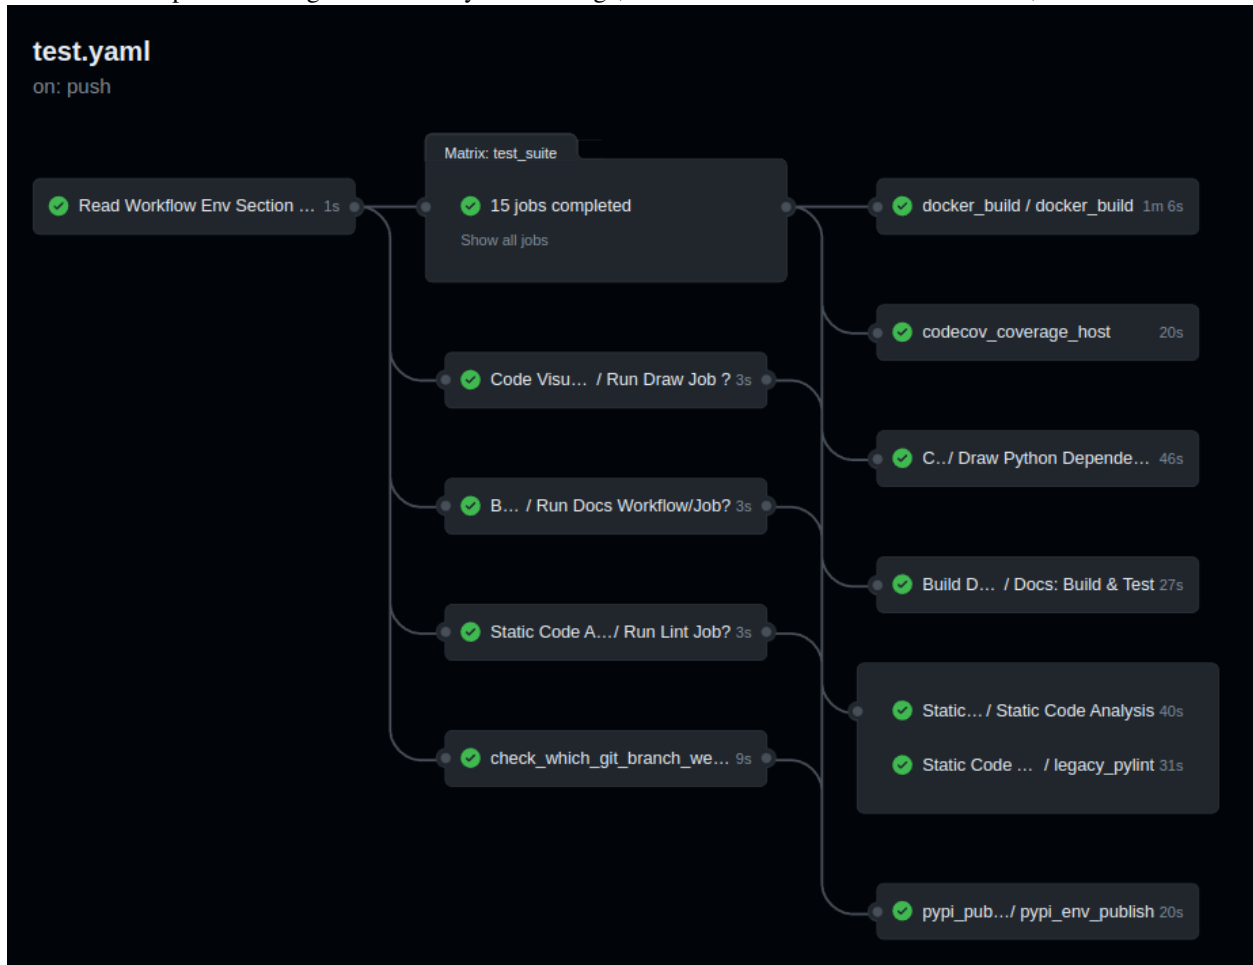 test.yaml
on: push
Matrix: test_suite
Read Workflow Env Section ... 1s
15 jobs completed
Show all jobs
docker_build / docker_build 1m 6s
codecov_coverage_host 20s
Code Visu... / Run Draw Job ? 3s
C.../ Draw Python Depende... 46s
B... / Run Docs Workflow/Job? 3s
Build D... / Docs: Build & Test 27s
Static Code A.../ Run Lint Job? 3s
Static... / Static Code Analysis 40s
Static Code ... / legacy_pylint 31s
check_which_git_branch_we... 9s
pypi_pub.../ pypi_env_publish 20s